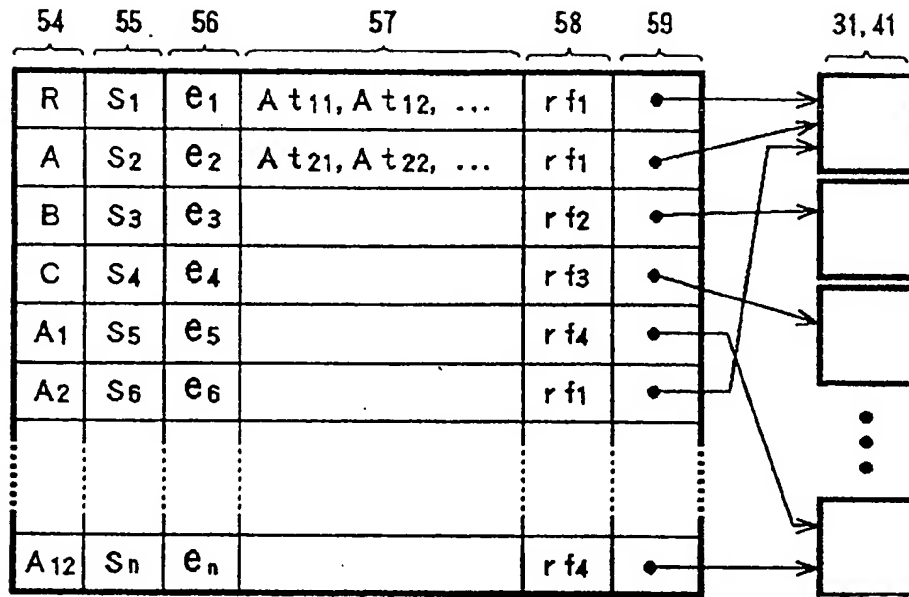 54 55 56 57 58 59 31, 41
R S1 e1 At11, At12, ... rf1
A S2 e2 At21, At22, ... rf1
B S3 e3 rf2
C S4 e4 rf3
A1 S5 e5 rf4
A2 S6 e6 rf1
A12 Sn en rf4